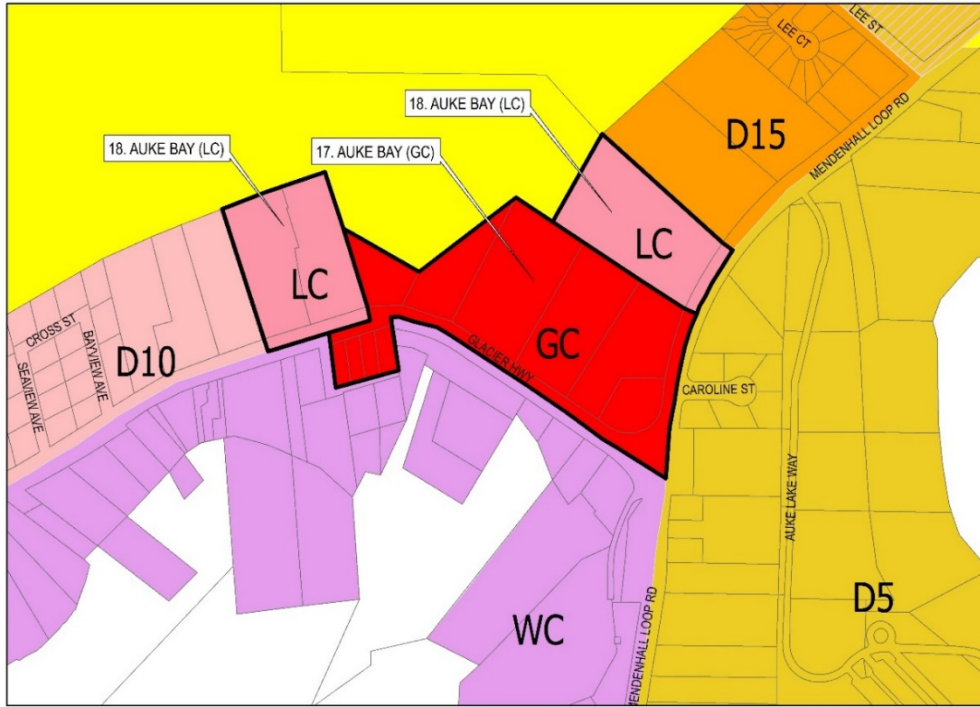 LEE ST
LEE CT
18. AUKE BAY (LC)
18. AUKE BAY (LC)
17. AUKE BAY (GC)
D15
MENDENHALL LOOP RD
LC
LC
CROSS ST
BAYVIEW AVE
SEAVIEW AVE
D10
GLACIER HWY
GC
CAROLINE ST
AUKE LAKE WAY
D5
WC
MENDENHALL LOOP RD